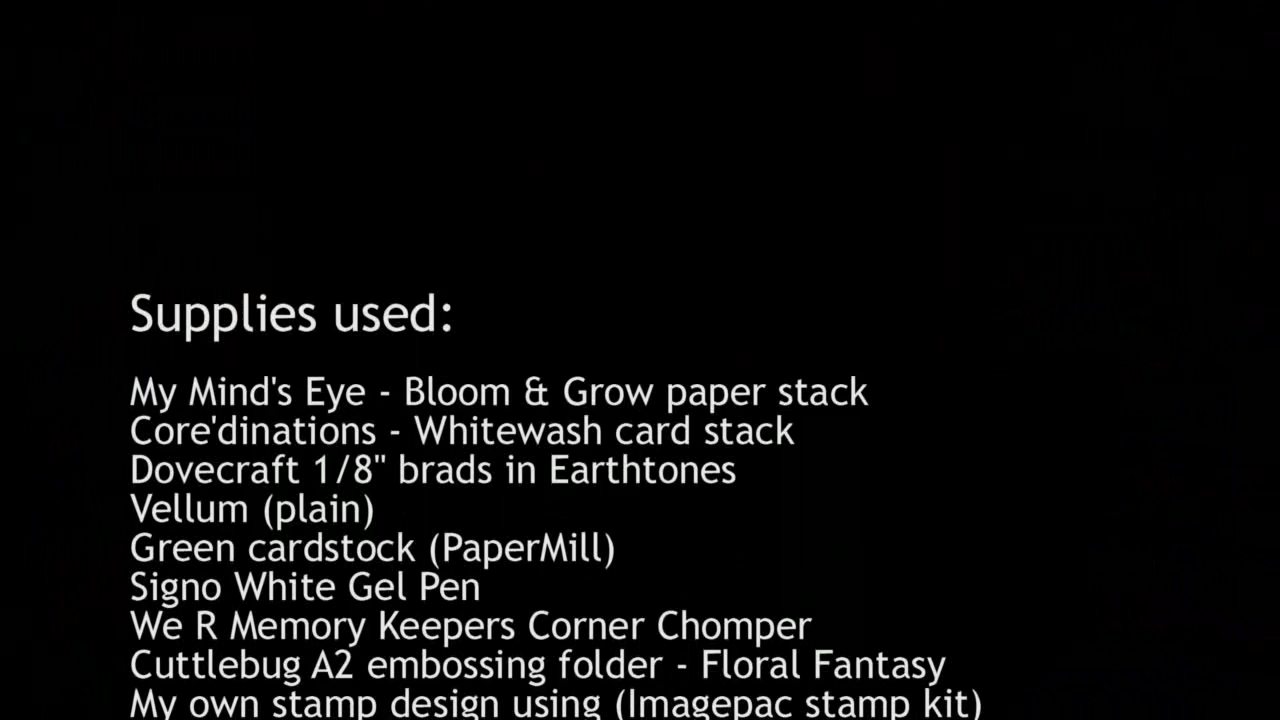 Supplies used:
My Mind's Eye - Bloom & Grow paper stack
Core'dinations - Whitewash card stack
Dovecraft 1/8" brads in Earthtones
Vellum (plain)
Green cardstock (PaperMill)
Signo White Gel Pen
We R Memory Keepers Corner Chomper
Cuttlebug A2 embossing folder - Floral Fantasy
My own stamp design using (Imagepac stamp kit)